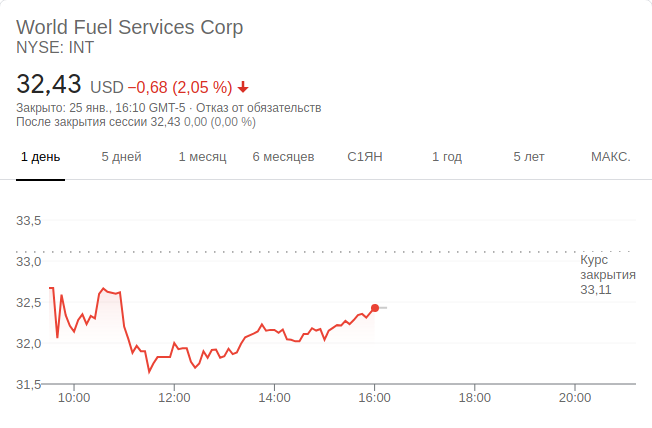 World Fuel Services Corp
NYSE: INT
32,43 USD −0,68 (2,05 %)
Закрыто: 25 янв., 16:10 GMT-5 · Отказ от обязательств
После закрытия сессии 32,43 0,00 (0,00 %)
1 день 5 дней 1 месяц 6 месяцев С1ЯН 1 год 5 лет МАКС.
33,5
33,0
32,5
32,0
31,5
Курс
закрытия
33,11
10:00 12:00 14:00 16:00 18:00 20:00